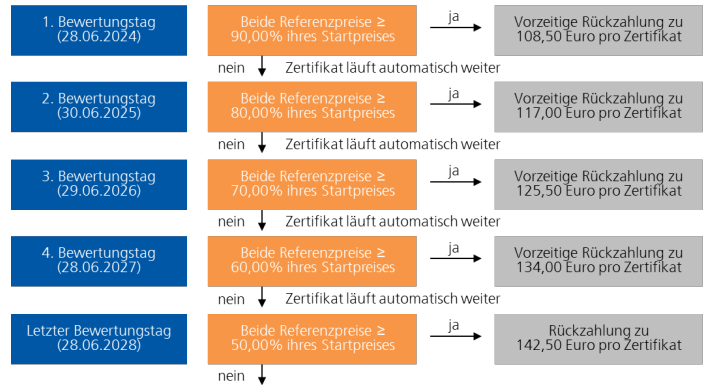 1. Bewertungstag
(28.06.2024)
Beide Referenzpreise ≥
90,00% ihres Startpreises
ja
Vorzeitige Rückzahlung zu
108,50 Euro pro Zertifikat
nein
Zertifikat läuft automatisch weiter
2. Bewertungstag
(30.06.2025)
Beide Referenzpreise ≥
80,00% ihres Startpreises
ja
Vorzeitige Rückzahlung zu
117,00 Euro pro Zertifikat
nein
Zertifikat läuft automatisch weiter
3. Bewertungstag
(29.06.2026)
Beide Referenzpreise ≥
70,00% ihres Startpreises
ja
Vorzeitige Rückzahlung zu
125,50 Euro pro Zertifikat
nein
Zertifikat läuft automatisch weiter
4. Bewertungstag
(28.06.2027)
Beide Referenzpreise ≥
60,00% ihres Startpreises
ja
Vorzeitige Rückzahlung zu
134,00 Euro pro Zertifikat
nein
Zertifikat läuft automatisch weiter
Letzter Bewertungstag
(28.06.2028)
Beide Referenzpreise ≥
50,00% ihres Startpreises
ja
Rückzahlung zu
142,50 Euro pro Zertifikat
nein